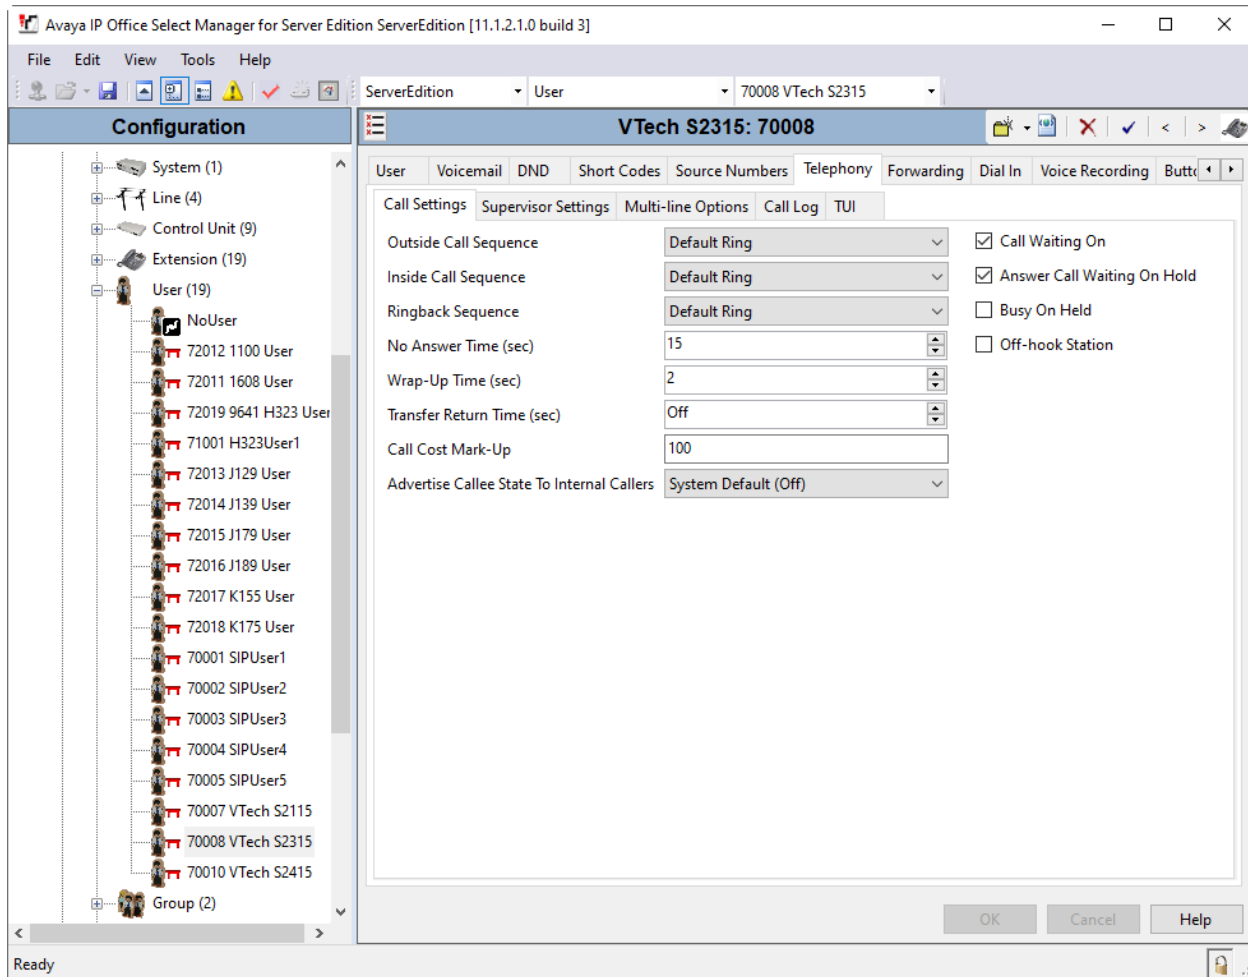 Avaya IP Office Select Manager for Server Edition ServerEdition [11.1.2.1.0 build 3]
File Edit View Tools Help
ServerEdition User 70008 VTech S2315
Configuration
System (1)
Line (4)
Control Unit (9)
Extension (19)
User (19)
NoUser
72012 1100 User
72011 1608 User
72019 9641 H323 User
71001 H323User1
72013 J129 User
72014 J139 User
72015 J179 User
72016 J189 User
72017 K155 User
72018 K175 User
70001 SIPUser1
70002 SIPUser2
70003 SIPUser3
70004 SIPUser4
70005 SIPUser5
70007 VTech S2115
70008 VTech S2315
70010 VTech S2415
Group (2)
VTech S2315: 70008
User Voicemail DND Short Codes Source Numbers Telephony Forwarding Dial In Voice Recording
Call Settings Supervisor Settings Multi-line Options Call Log TUI
Outside Call Sequence Default Ring Call Waiting On
Inside Call Sequence Default Ring Answer Call Waiting On Hold
Ringback Sequence Default Ring Busy On Held
No Answer Time (sec) 15 Off-hook Station
Wrap-Up Time (sec) 2
Transfer Return Time (sec) Off
Call Cost Mark-Up 100
Advertise Callee State To Internal Callers System Default (Off)
OK Cancel Help
Ready